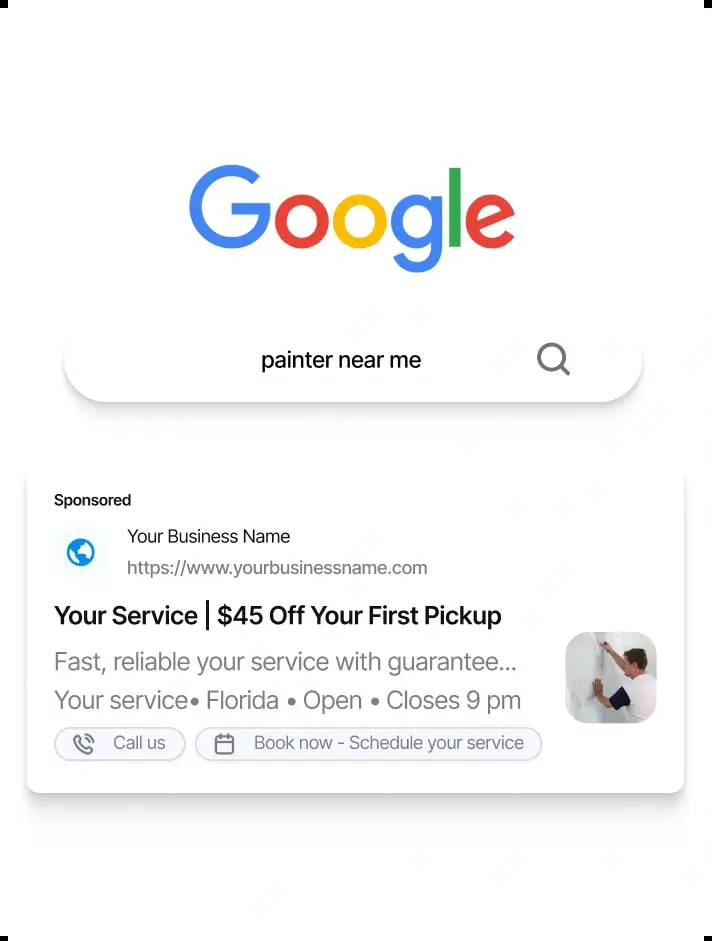 Google
painter near me
Sponsored
Your Business Name
https://www.yourbusinessname.com
Your Service | $45 Off Your First Pickup
Fast, reliable your service with guarantee...
Your service• Florida • Open • Closes 9 pm
Call us
Book now - Schedule your service